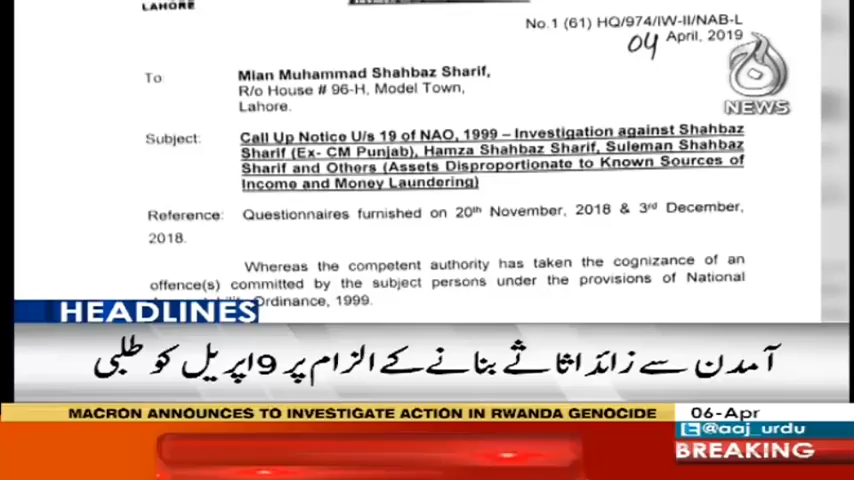 LAHORE
No.1 (61) HQ/974/IW-II/NAB-L
04 April, 2019
To
Mian Muhammad Shahbaz Sharif,
R/o House # 96-H, Model Town,
Lahore.
Subject: Call Up Notice U/s 19 of NAO, 1999 – Investigation against Shahbaz
Sharif (Ex- CM Punjab), Hamza Shahbaz Sharif, Suleman Shahbaz
Sharif and Others (Assets Disproportionate to Known Sources of
Income and Money Laundering)
Reference: Questionnaires furnished on 20th November, 2018 & 3rd December,
2018.
Whereas the competent authority has taken the cognizance of an
offence(s) committed by the subject persons under the provisions of National
Ordinance, 1999.
NEWS
HEADLINES
آمدن سے زائد اثاثے بنانے کے الزام پر 9 اپریل کو طلبی
MACRON ANNOUNCES TO INVESTIGATE ACTION IN RWANDA GENOCIDE
06-Apr
@aaj_urdu
BREAKING